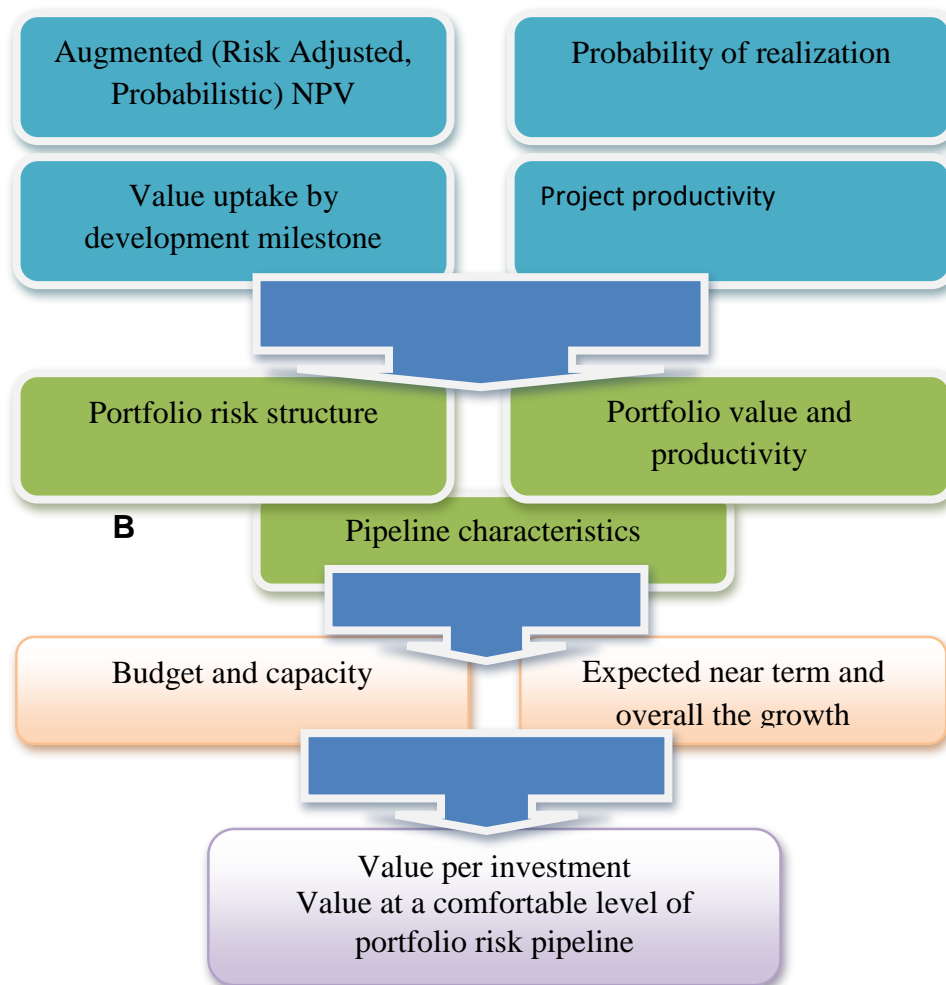 Augmented (Risk Adjusted,
Probabilistic) NPV
Probability of realization
Value uptake by
development milestone
Project productivity
Portfolio risk structure
Portfolio value and
productivity
B
Pipeline characteristics
Budget and capacity
Expected near term and
overall the growth
Value per investment
Value at a comfortable level of
portfolio risk pipeline